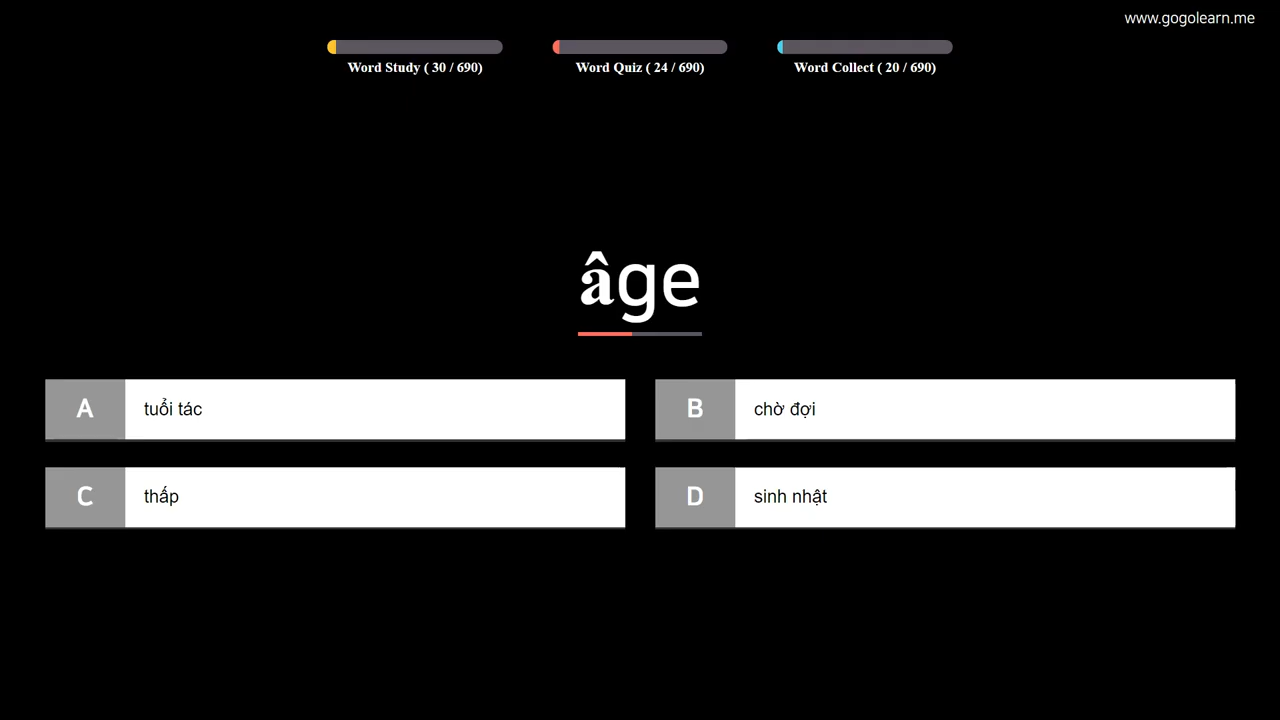 www.gogolearn.me
Word Study ( 30 / 690)
Word Quiz ( 24 / 690)
Word Collect ( 20 / 690)
âge
A tuổi tác
B chờ đợi
C thấp
D sinh nhật